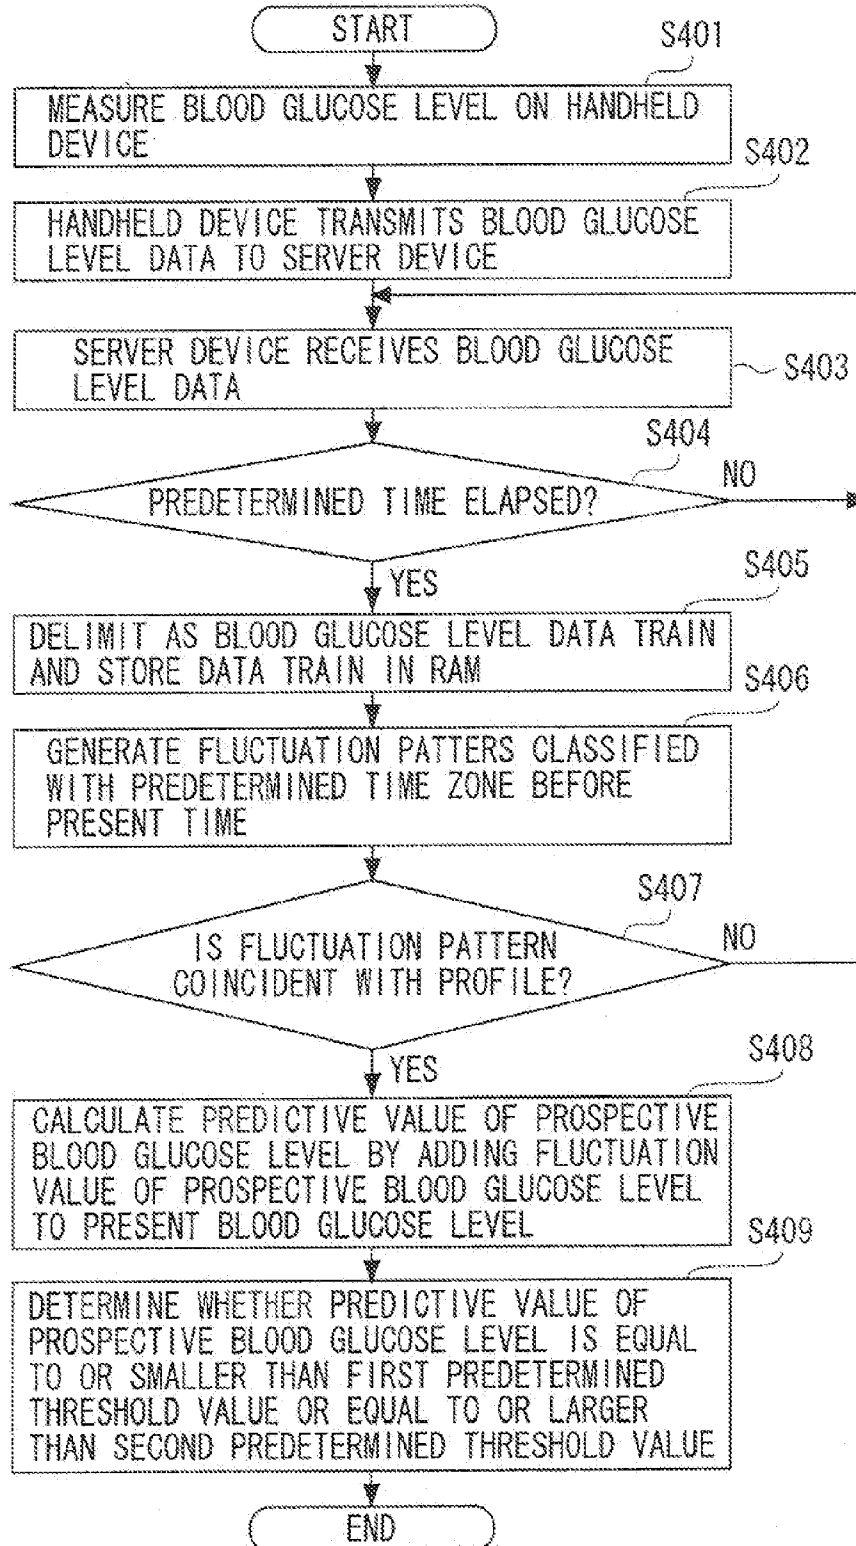 START
S401
MEASURE BLOOD GLUCOSE LEVEL ON HANDHELD
DEVICE
S402
HANDHELD DEVICE TRANSMITS BLOOD GLUCOSE
LEVEL DATA TO SERVER DEVICE
SERVER DEVICE RECEIVES BLOOD GLUCOSE
LEVEL DATA
S403
S404
PREDETERMINED TIME ELAPSED?
NO
YES
S405
DELIMIT AS BLOOD GLUCOSE LEVEL DATA TRAIN
AND STORE DATA TRAIN IN RAM
S406
GENERATE FLUCTUATION PATTERS CLASSIFIED
WITH PREDETERMINED TIME ZONE BEFORE
PRESENT TIME
S407
IS FLUCTUATION PATTERN
COINCIDENT WITH PROFILE?
NO
YES
S408
CALCULATE PREDICTIVE VALUE OF PROSPECTIVE
BLOOD GLUCOSE LEVEL BY ADDING FLUCTUATION
VALUE OF PROSPECTIVE BLOOD GLUCOSE LEVEL
TO PRESENT BLOOD GLUCOSE LEVEL
S409
DETERMINE WHETHER PREDICTIVE VALUE OF
PROSPECTIVE BLOOD GLUCOSE LEVEL IS EQUAL
TO OR SMALLER THAN FIRST PREDETERMINED
THRESHOLD VALUE OR EQUAL TO OR LARGER
THAN SECOND PREDETERMINED THRESHOLD VALUE
END